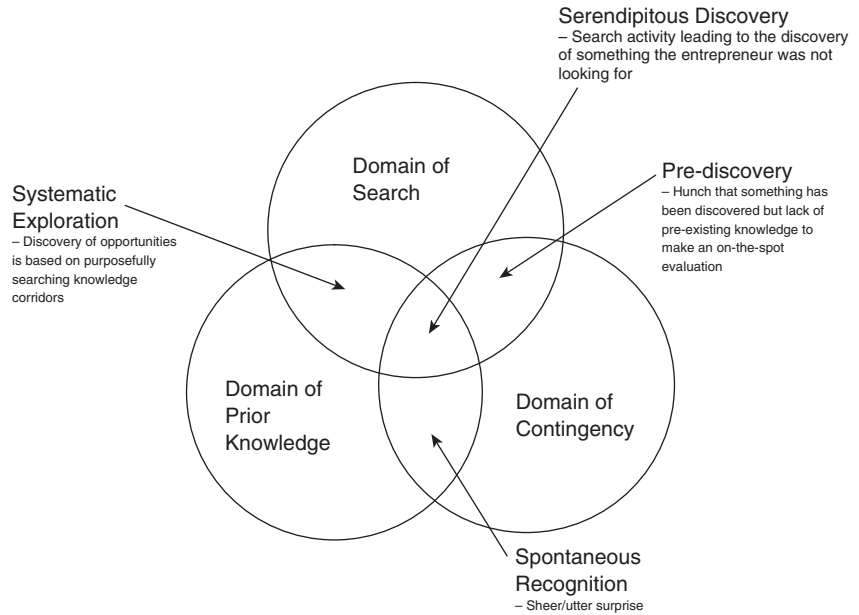 Serendipitous Discovery
– Search activity leading to the discovery
of something the entrepreneur was not
looking for
Domain of
Search
Pre-discovery
– Hunch that something has
been discovered but lack of
pre-existing knowledge to
make an on-the-spot
evaluation
Systematic
Exploration
– Discovery of opportunities
is based on purposefully
searching knowledge
corridors
Domain of
Prior
Knowledge
Domain of
Contingency
Spontaneous
Recognition
– Sheer/utter surprise